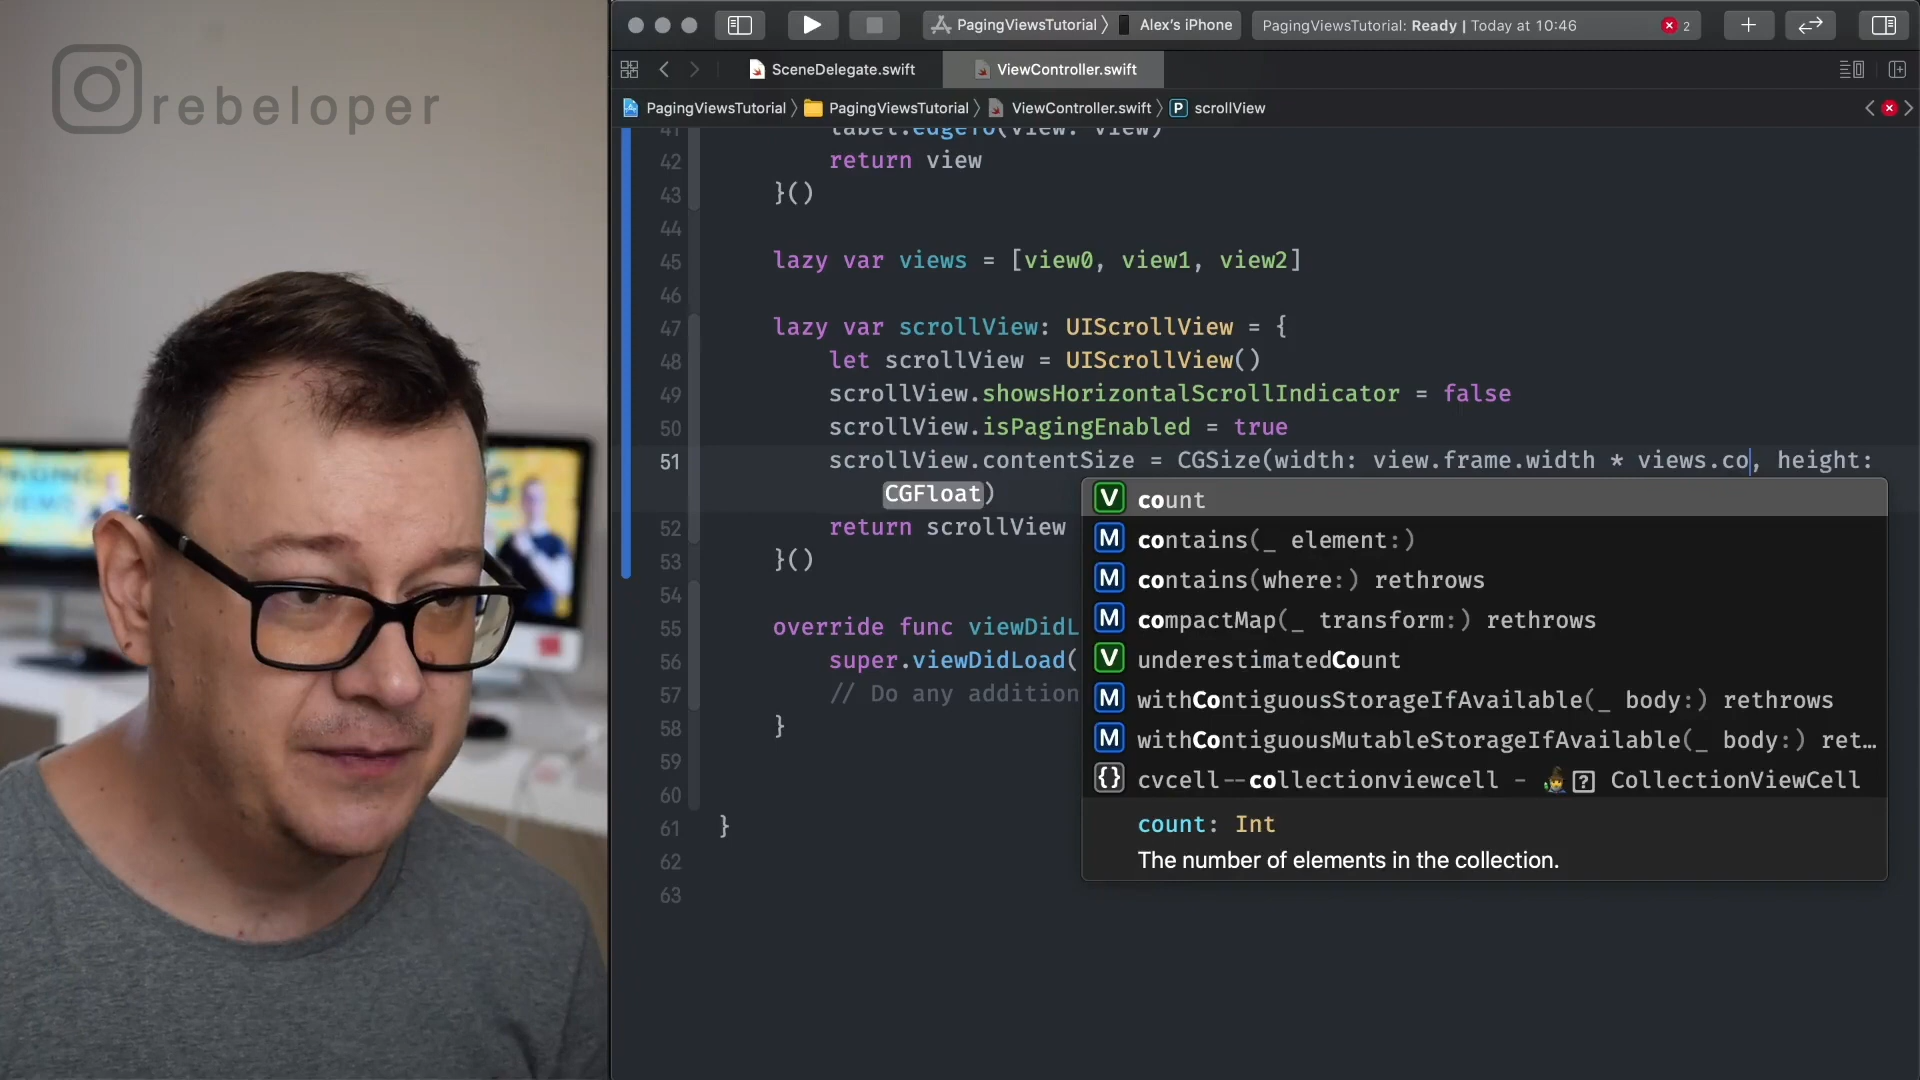 rebeloper
PagingViewsTutorial 〉 Alex's iPhone
PagingViewsTutorial: Ready | Today at 10:46
2
SceneDelegate.swift
ViewController.swift
PagingViewsTutorial 〉 PagingViewsTutorial 〉 ViewController.swift 〉 P scrollView
41 label.edgeTo(view: view)
42 return view
43 }()
44
45 lazy var views = [view0, view1, view2]
46
47 lazy var scrollView: UIScrollView = {
48 let scrollView = UIScrollView()
49 scrollView.showsHorizontalScrollIndicator = false
50 scrollView.isPagingEnabled = true
51 scrollView.contentSize = CGSize(width: view.frame.width * views.co, height:
CGFloat)
52 return scrollView
53 }()
54
55 override func viewDidL
56 super.viewDidLoad(
57 // Do any addition
58 }
59
60
61 }
62
63
V count
M contains(_ element:)
M contains(where:) rethrows
M compactMap(_ transform:) rethrows
V underestimatedCount
M withContiguousStorageIfAvailable(_ body:) rethrows
M withContiguousMutableStorageIfAvailable(_ body:) ret…
{} cvcell--collectionviewcell - 🧙‍♂️ ? CollectionViewCell
count: Int
The number of elements in the collection.